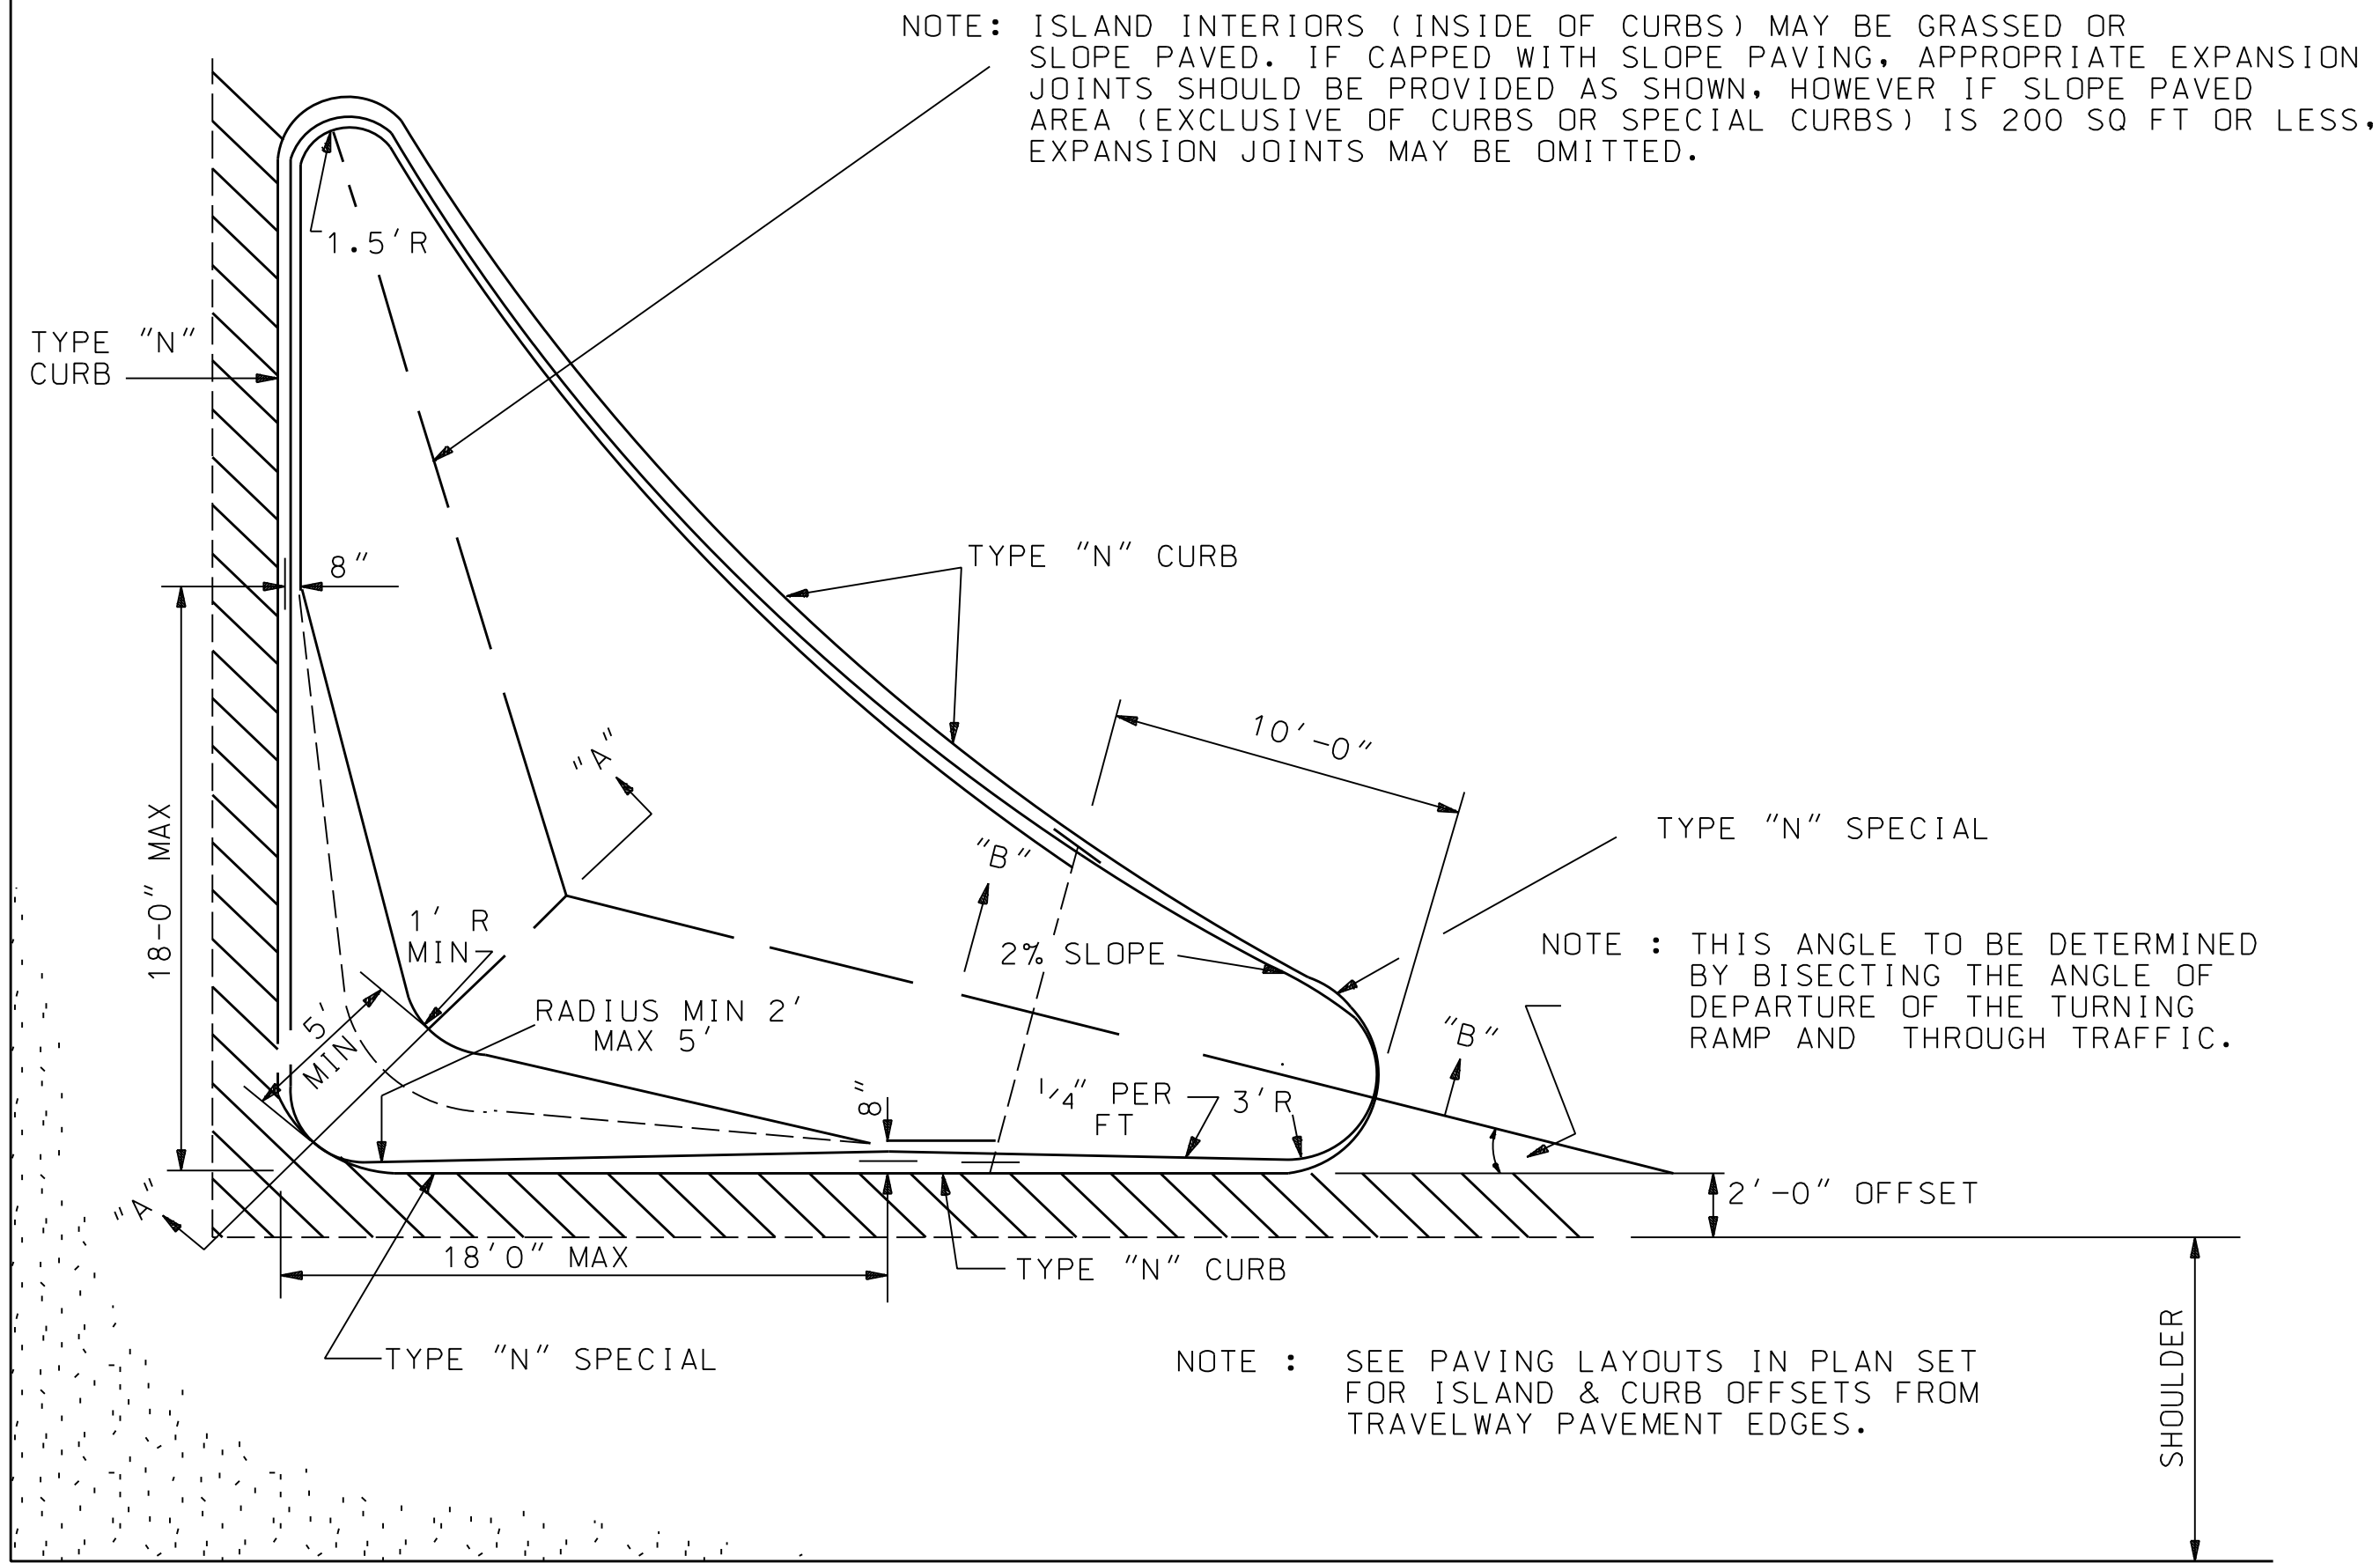 NOTE: ISLAND INTERIORS (INSIDE OF CURBS) MAY BE GRASSED OR
SLOPE PAVED. IF CAPPED WITH SLOPE PAVING, APPROPRIATE EXPANSION
JOINTS SHOULD BE PROVIDED AS SHOWN, HOWEVER IF SLOPE PAVED
AREA (EXCLUSIVE OF CURBS OR SPECIAL CURBS) IS 200 SQ FT OR LESS,
EXPANSION JOINTS MAY BE OMITTED.
1.5'R
TYPE "N"
CURB
8"
TYPE "N" CURB
10'-0"
"A"
18-0" MAX
"B"
TYPE "N" SPECIAL
1' R
MIN
2% SLOPE
NOTE : THIS ANGLE TO BE DETERMINED
BY BISECTING THE ANGLE OF
DEPARTURE OF THE TURNING
RAMP AND THROUGH TRAFFIC.
5'
MIN
RADIUS MIN 2'
MAX 5'
"B"
8"
1/4" PER
FT
3'R
"A"
2'-0" OFFSET
18'0" MAX
TYPE "N" CURB
TYPE "N" SPECIAL
NOTE : SEE PAVING LAYOUTS IN PLAN SET
FOR ISLAND & CURB OFFSETS FROM
TRAVELWAY PAVEMENT EDGES.
SHOULDER